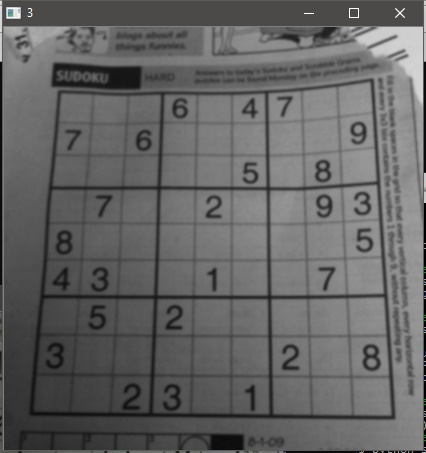 3
blogs about all
things funnies.
SUDOKU HARD Answers to today's Sudoku and Scrabble Grams
puzzles can be found Monday on the preceding page.
6 4 7
7 6 9
5 8
7 2 9 3
8 5
4 3 1 7
5 2
3 2 8
2 3 1
Fill in the blank spaces in the grid so that every vertical column, every horizontal row
and every 3x3 box contains the numbers 1 through 9, without repeating any.
8-1-09